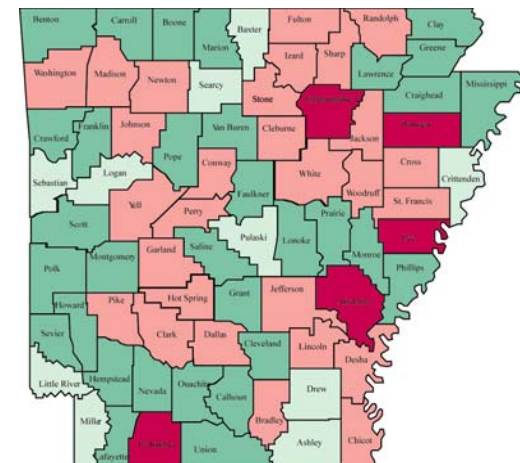 Benton
Carroll
Boone
Baxter
Fulton
Randolph
Clay
Marion
Izard
Sharp
Greene
Washington
Madison
Newton
Searcy
Lawrence
Mississippi
Stone
Craighead
Crawford
Franklin
Johnson
Van Buren
Cleburne
Jackson
Pope
Conway
Cross
Crittenden
Sebastian
Logan
White
Woodruff
St. Francis
Yell
Faulkner
Perry
Scott
Pulaski
Lonoke
Prairie
Monroe
Lee
Garland
Saline
Polk
Montgomery
Phillips
Grant
Jefferson
Howard
Pike
Hot Spring
Sevier
Clark
Dallas
Cleveland
Lincoln
Desha
Little River
Hempstead
Nevada
Ouachita
Calhoun
Drew
Miller
Bradley
Lafayette
Union
Ashley
Chicot